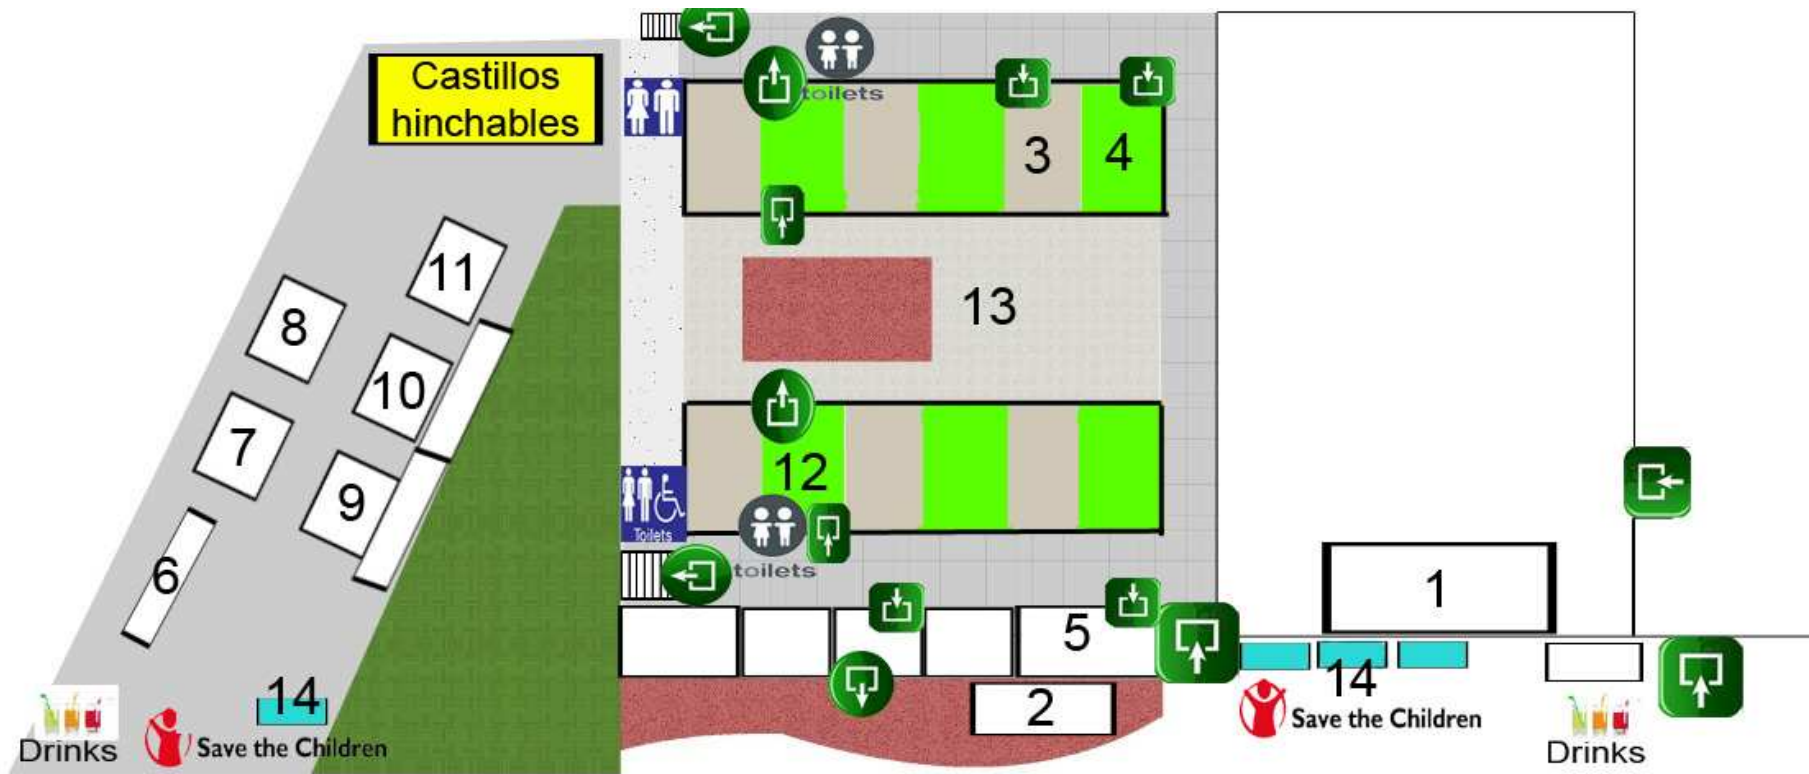 Castillos
hinchables
toilets
3
4
11
8
13
10
7
12
9
Toilets
toilets
6
1
5
14
14
2
Drinks
Save the Children
Save the Children
Drinks